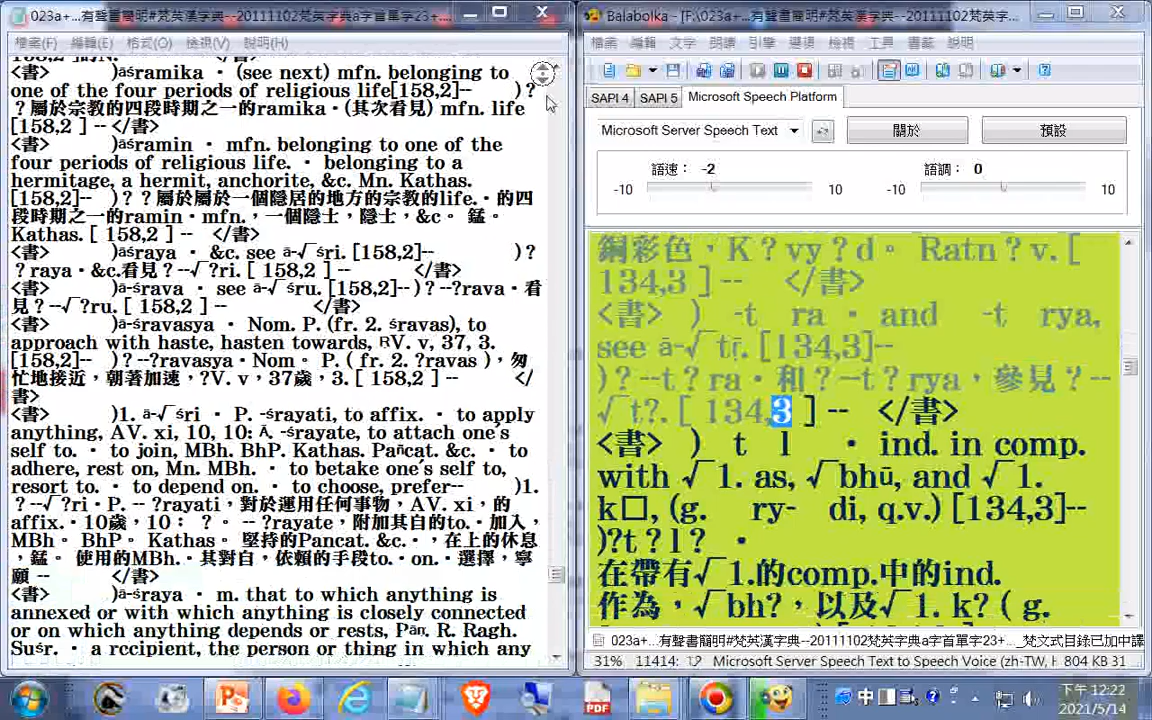 023a+...有聲書簡明#梵英漢字典--20111102梵英字典a字首單字23+...
檔案(F) 編輯(E) 格式(O) 檢視(V) 說明(H)
<書> )āśramika • (see next) mfn. belonging to
one of the four periods of religious life[158,2]-- )?
？屬於宗教的四段時期之一的ramika • (其次看見) mfn. life
[158,2 ] -- </書>
<書> )āśramin • mfn. belonging to one of the
four periods of religious life. • belonging to a
hermitage, a hermit, anchorite, &c. Mn. Kathas.
[158,2]-- )？？屬於屬於一個隱居的地方的宗教的life.• 的四
段時期之一的ramin • mfn.，一個隱士，隱士，&c。 錳。
Kathas. [ 158,2 ] -- </書>
<書> )āśraya • &c. see ā-√śri. [158,2]-- )?
？raya • &c.看見？--√?ri. [ 158,2 ] -- </書>
<書> )ā-śrava • see ā-√śru. [158,2]--)？--?rava • 看
見？--√?ru. [ 158,2 ] -- </書>
<書> )ā-śravasya • Nom. P. (fr. 2. śravas), to
approach with haste, hasten towards, RV. v, 37, 3.
[158,2]-- )？--?ravasya • Nom。 P. ( fr. 2. ?ravas )，匆
忙地接近，朝著加速，?V. v，37歲，3. [ 158,2 ] -- </
書>
<書> )1. ā-√śri • P. -śrayati, to affix. • to apply
anything, AV. xi, 10, 10: Ā. -śrayate, to attach one's
self to. • to join, MBh. BhP. Kathas. Pañcat. &c. • to
adhere, rest on, Mn. MBh. • to betake one's self to,
resort to. • to depend on. • to choose, prefer-- )1.
？--√?ri • P. -- ?rayati，對於運用任何事物，AV. xi，的
affix. • 10歲，10： ？。 -- ?rayate，附加其自的to. • 加入，
MBh。 BhP。 Kathas。 堅持的Pancat. &c.•，在上的休息
，錳。 使用的MBh.• 其對自，依賴的手段to. • on. • 選擇，寧
願 -- </書>
<書> )ā-śraya • m. that to which anything is
annexed or with which anything is closely connected
or on which anything depends or rests, Pāṇ. R. Ragh.
Suśr. • a rccipient, the person or thing in which any
Balabolka - [F:\023a+...有聲書簡明#梵英漢字典--20111102梵英字...
檔案 編輯 文字 朗讀 引擎 選項 檢視 工具 書籤 說明
SAPI 4 SAPI 5 Microsoft Speech Platform
Microsoft Server Speech Text 關於 預設
語速： -2 語調： 0
-10 10 -10 10
銅彩色，K？vy？d。 Ratn？v. [
134,3 ] -- </書>
<書> ) -t ra • and -t rya,
see ā-√tṝ. [134,3]--
)？--t？ra • 和？—t？rya，參見？--
√t?. [ 134,3 ] -- </書>
<書> ) t l • ind. in comp.
with √1. as, √bhū, and √1.
k□, (g. ry- di, q.v.) [134,3]--
)?t？l？ •
在帶有√1.的comp.中的ind.
作為，√bh?，以及√1. k? ( g.
023a+...有聲書簡明#梵英漢字典--20111102梵英字典a字首單字23+..._梵文式目錄已加中譯
31% 11414: Microsoft Server Speech Text to Speech Voice (zh-TW, H 804 KB 31
中
下午 12:22
2021/5/14